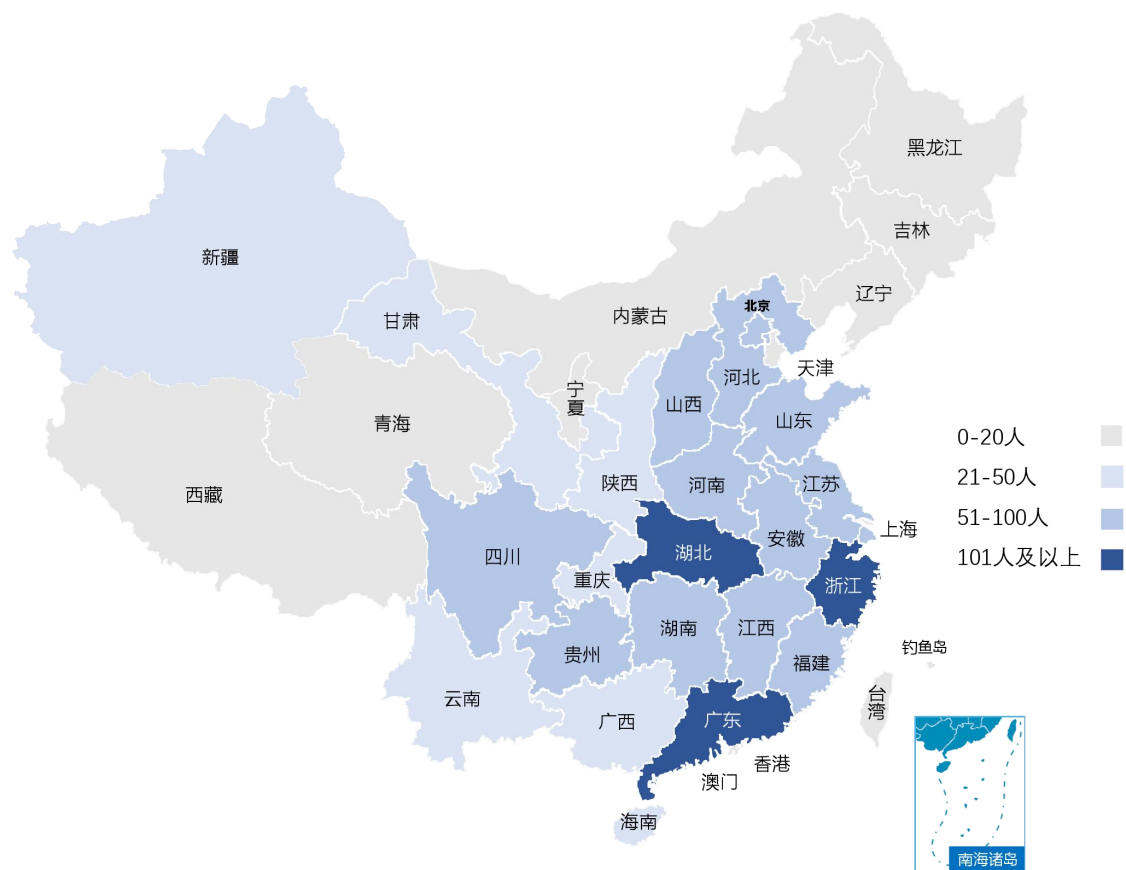 黑龙江
吉林
新疆
辽宁
北京
内蒙古
甘肃
天津
河北
宁夏
山西
山东
青海
0-20人
21-50人
51-100人
101人及以上
陕西
河南
江苏
西藏
上海
安徽
湖北
四川
重庆
浙江
湖南
江西
钓鱼岛
贵州
福建
云南
台湾
广西
广东
香港
澳门
海南
南海诸岛